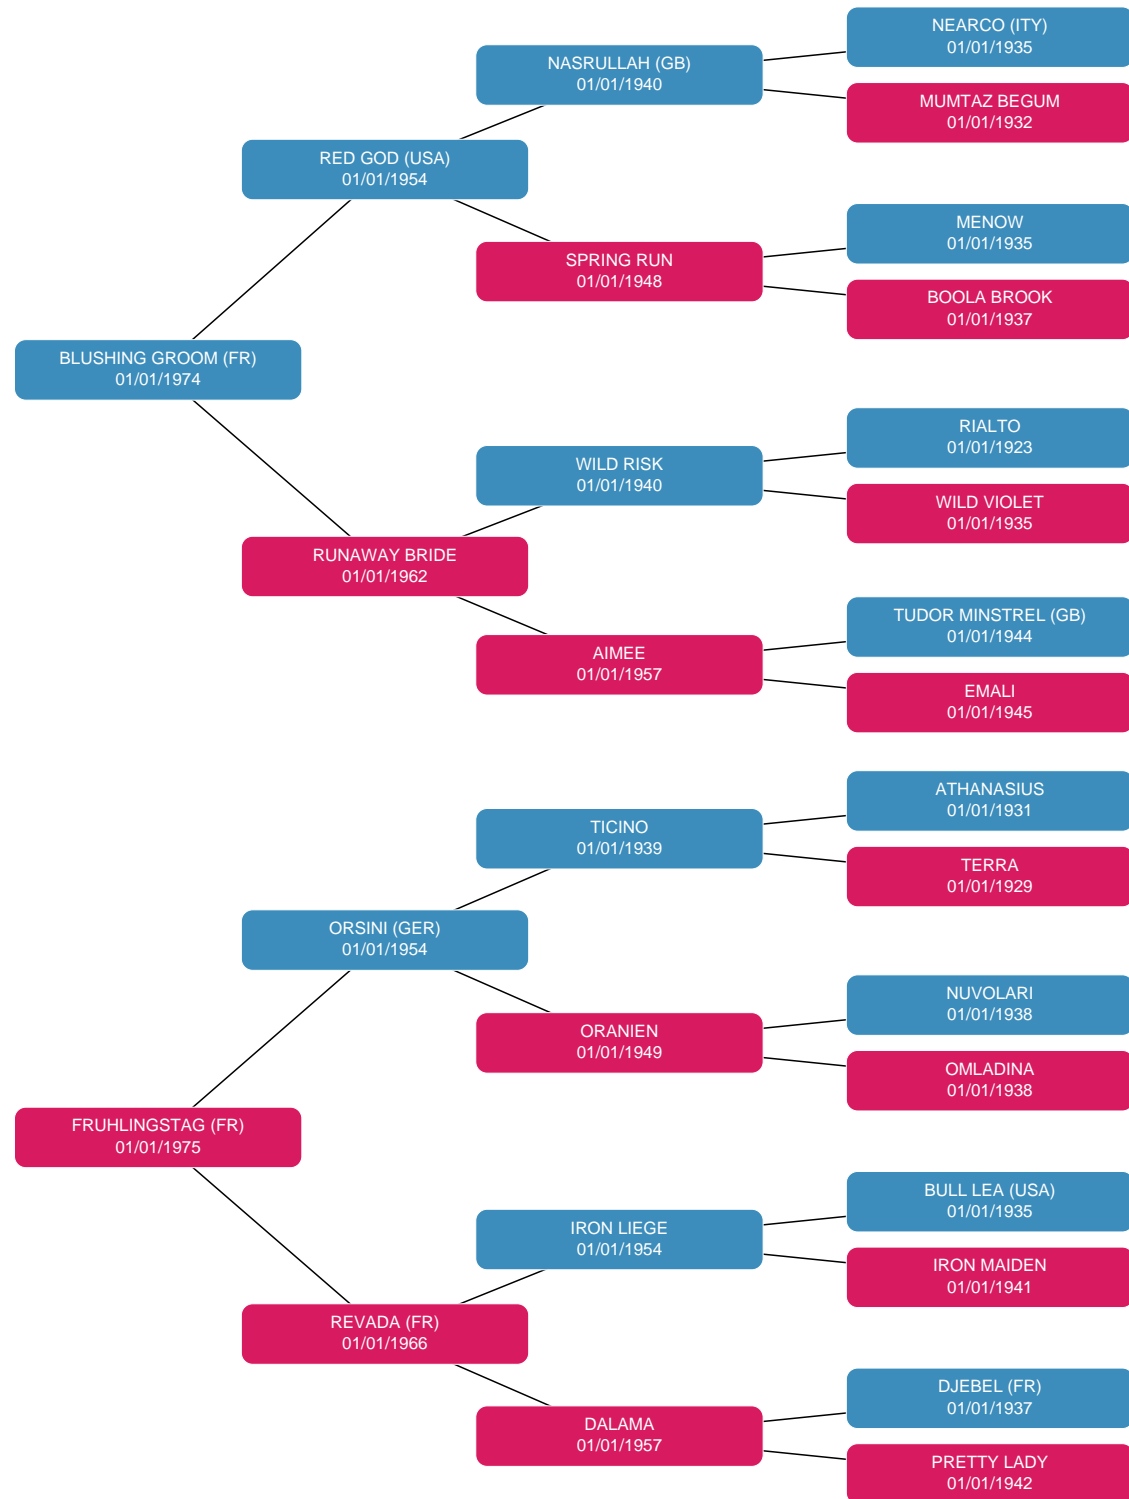 NEARCO (ITY)
01/01/1935
NASRULLAH (GB)
01/01/1940
MUMTAZ BEGUM
01/01/1932
RED GOD (USA)
01/01/1954
MENOW
01/01/1935
SPRING RUN
01/01/1948
BOOLA BROOK
01/01/1937
BLUSHING GROOM (FR)
01/01/1974
RIALTO
01/01/1923
WILD RISK
01/01/1940
WILD VIOLET
01/01/1935
RUNAWAY BRIDE
01/01/1962
TUDOR MINSTREL (GB)
01/01/1944
AIMEE
01/01/1957
EMALI
01/01/1945
ATHANASIUS
01/01/1931
TICINO
01/01/1939
TERRA
01/01/1929
ORSINI (GER)
01/01/1954
NUVOLARI
01/01/1938
ORANIEN
01/01/1949
OMLADINA
01/01/1938
FRUHLINGSTAG (FR)
01/01/1975
BULL LEA (USA)
01/01/1935
IRON LIEGE
01/01/1954
IRON MAIDEN
01/01/1941
REVADA (FR)
01/01/1966
DJEBEL (FR)
01/01/1937
DALAMA
01/01/1957
PRETTY LADY
01/01/1942